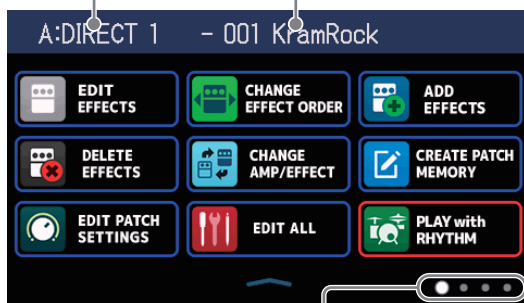 A:DIRECT 1 - 001 KramRock
EDIT
EFFECTS
CHANGE
EFFECT ORDER
ADD
EFFECTS
DELETE
EFFECTS
CHANGE
AMP/EFFECT
CREATE PATCH
MEMORY
EDIT PATCH
SETTINGS
EDIT ALL
PLAY with
RHYTHM